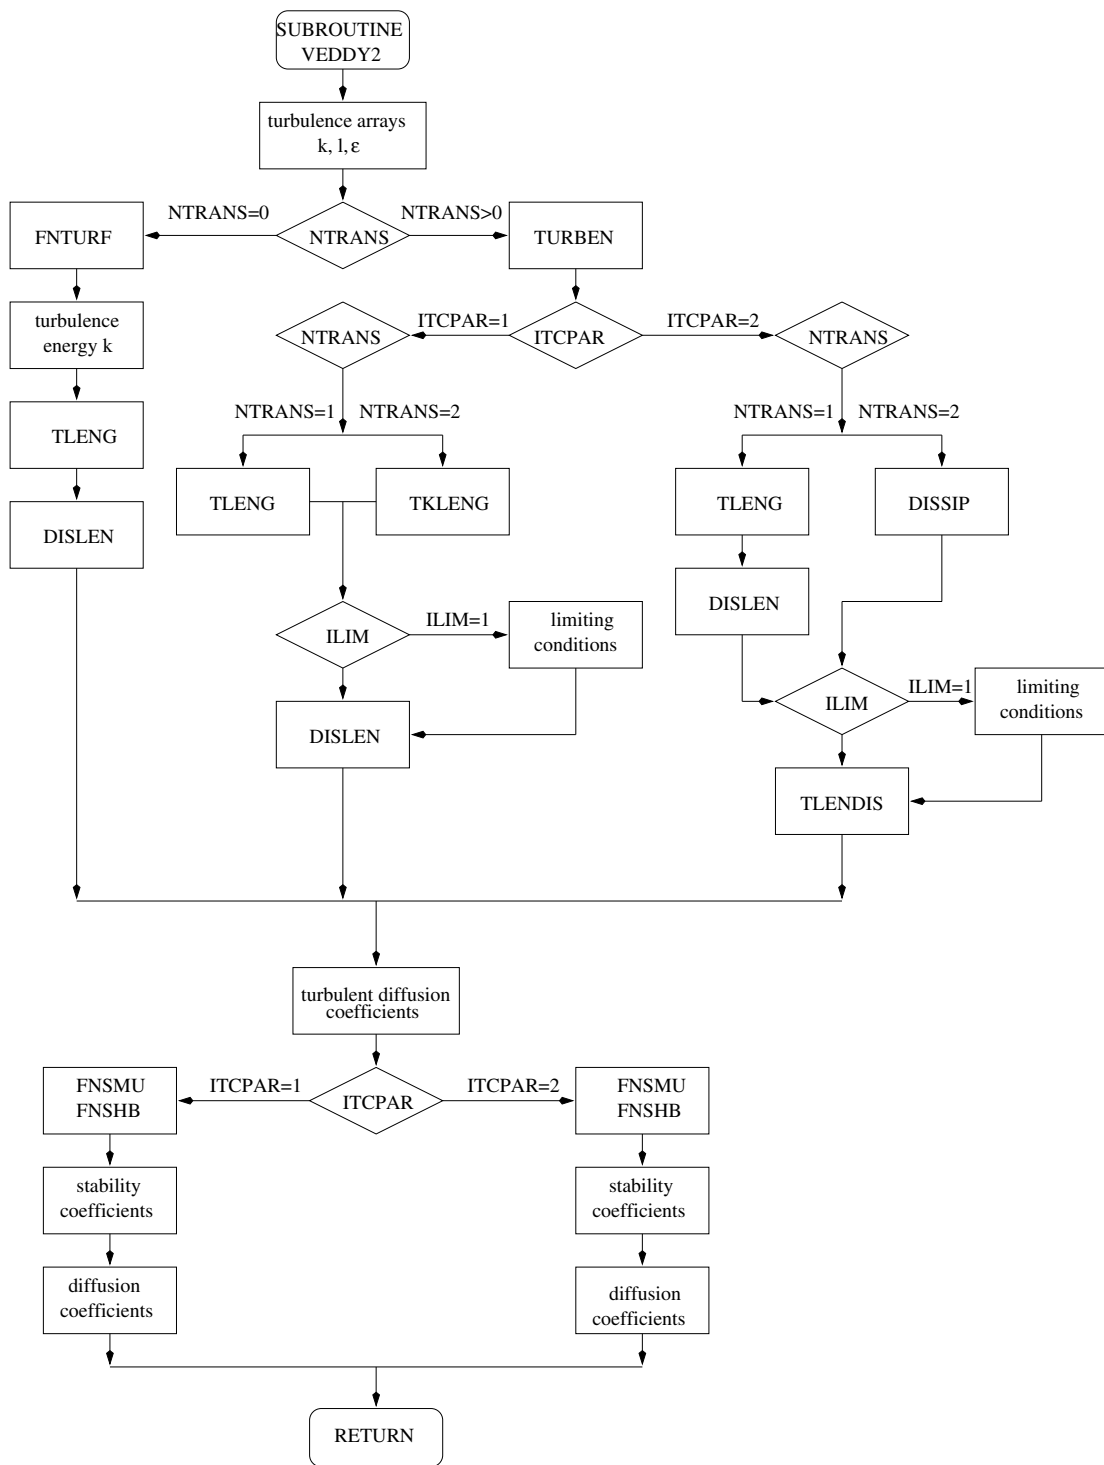 SUBROUTINE
VEDDY2
turbulence arrays
k, l, ε
NTRANS=0
NTRANS>0
FNTURF
NTRANS
TURBEN
turbulence
energy k
NTRANS
ITCPAR=1
ITCPAR
ITCPAR=2
NTRANS
TLENG
NTRANS=1
NTRANS=2
NTRANS=1
NTRANS=2
TLENG
TKLENG
TLENG
DISSIP
DISLEN
DISLEN
ILIM
ILIM=1
limiting
conditions
ILIM
ILIM=1
limiting
conditions
DISLEN
TLENDIS
turbulent diffusion
coefficients
FNSMU
FNSHB
ITCPAR=1
ITCPAR
ITCPAR=2
FNSMU
FNSHB
stability
coefficients
stability
coefficients
diffusion
coefficients
diffusion
coefficients
RETURN